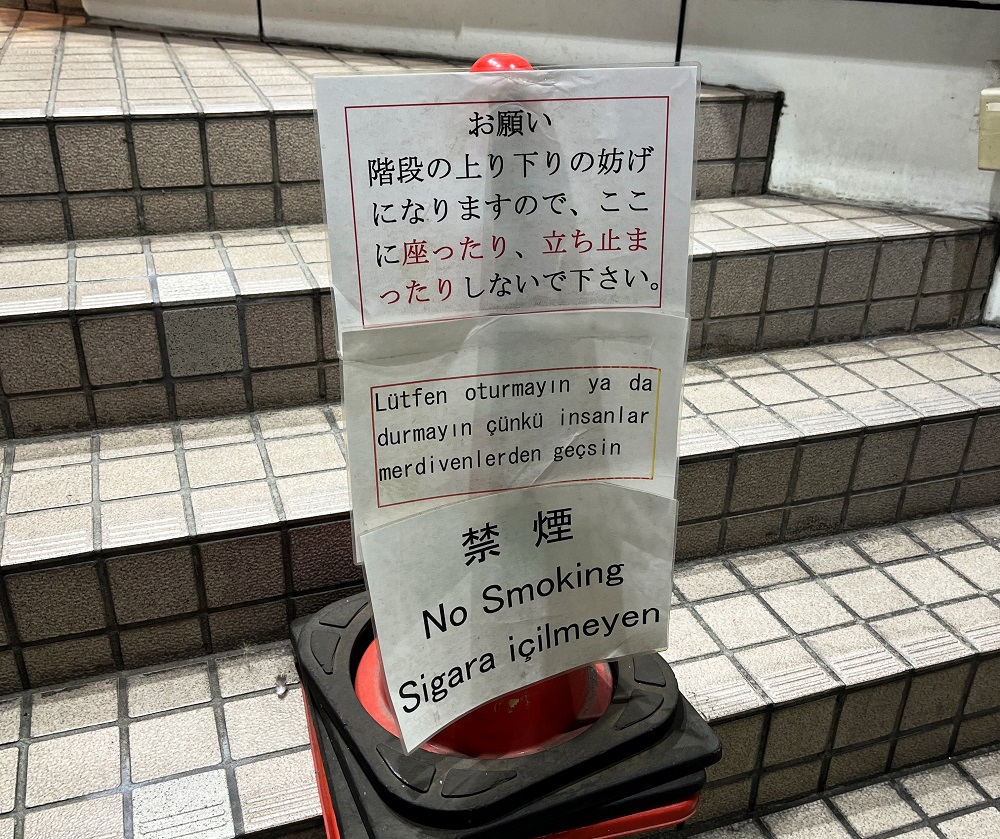 お願い
階段の上り下りの妨げ
になりますので、ここ
に座ったり、立ち止ま
ったりしないで下さい。
Lütfen oturmayın ya da
durmayın çünkü insanlar
merdivenlerden geçsin
禁煙
No Smoking
Sigara içilmeyen